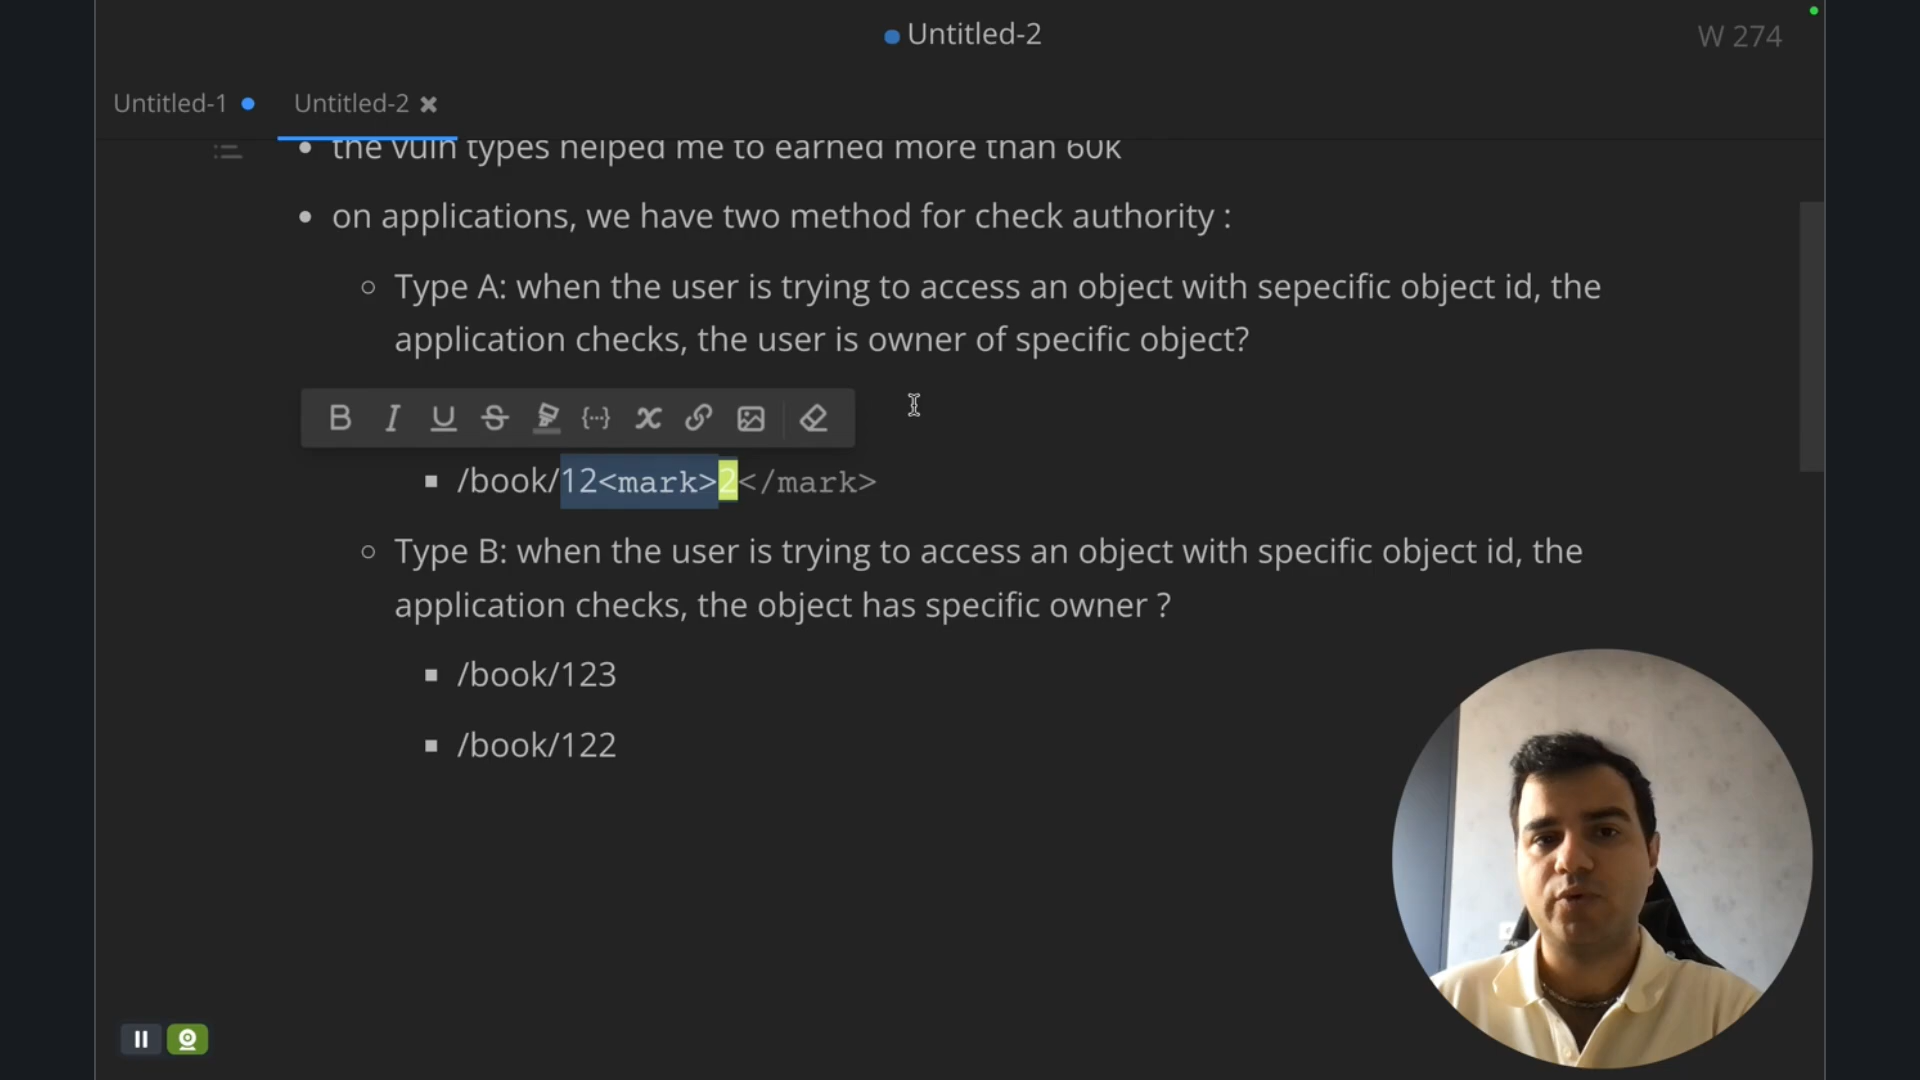 Untitled-2
W 274
Untitled-1
Untitled-2
the vuln types helped me to earned more than 60k
on applications, we have two method for check authority :
Type A: when the user is trying to access an object with sepecific object id, the
application checks, the user is owner of specific object?
B I U S
/book/12<mark>2</mark>
Type B: when the user is trying to access an object with specific object id, the
application checks, the object has specific owner ?
/book/123
/book/122